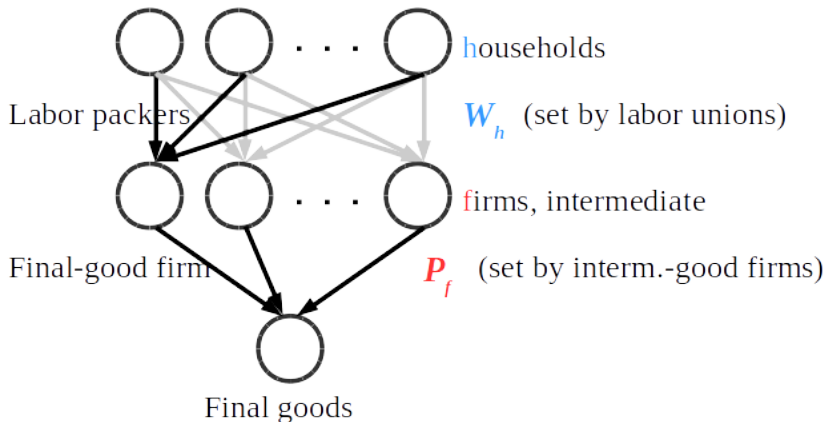 . . . households
Labor packers W_h (set by labor unions)
. . . firms, intermediate
Final-good firm P_f (set by interm.-good firms)
Final goods